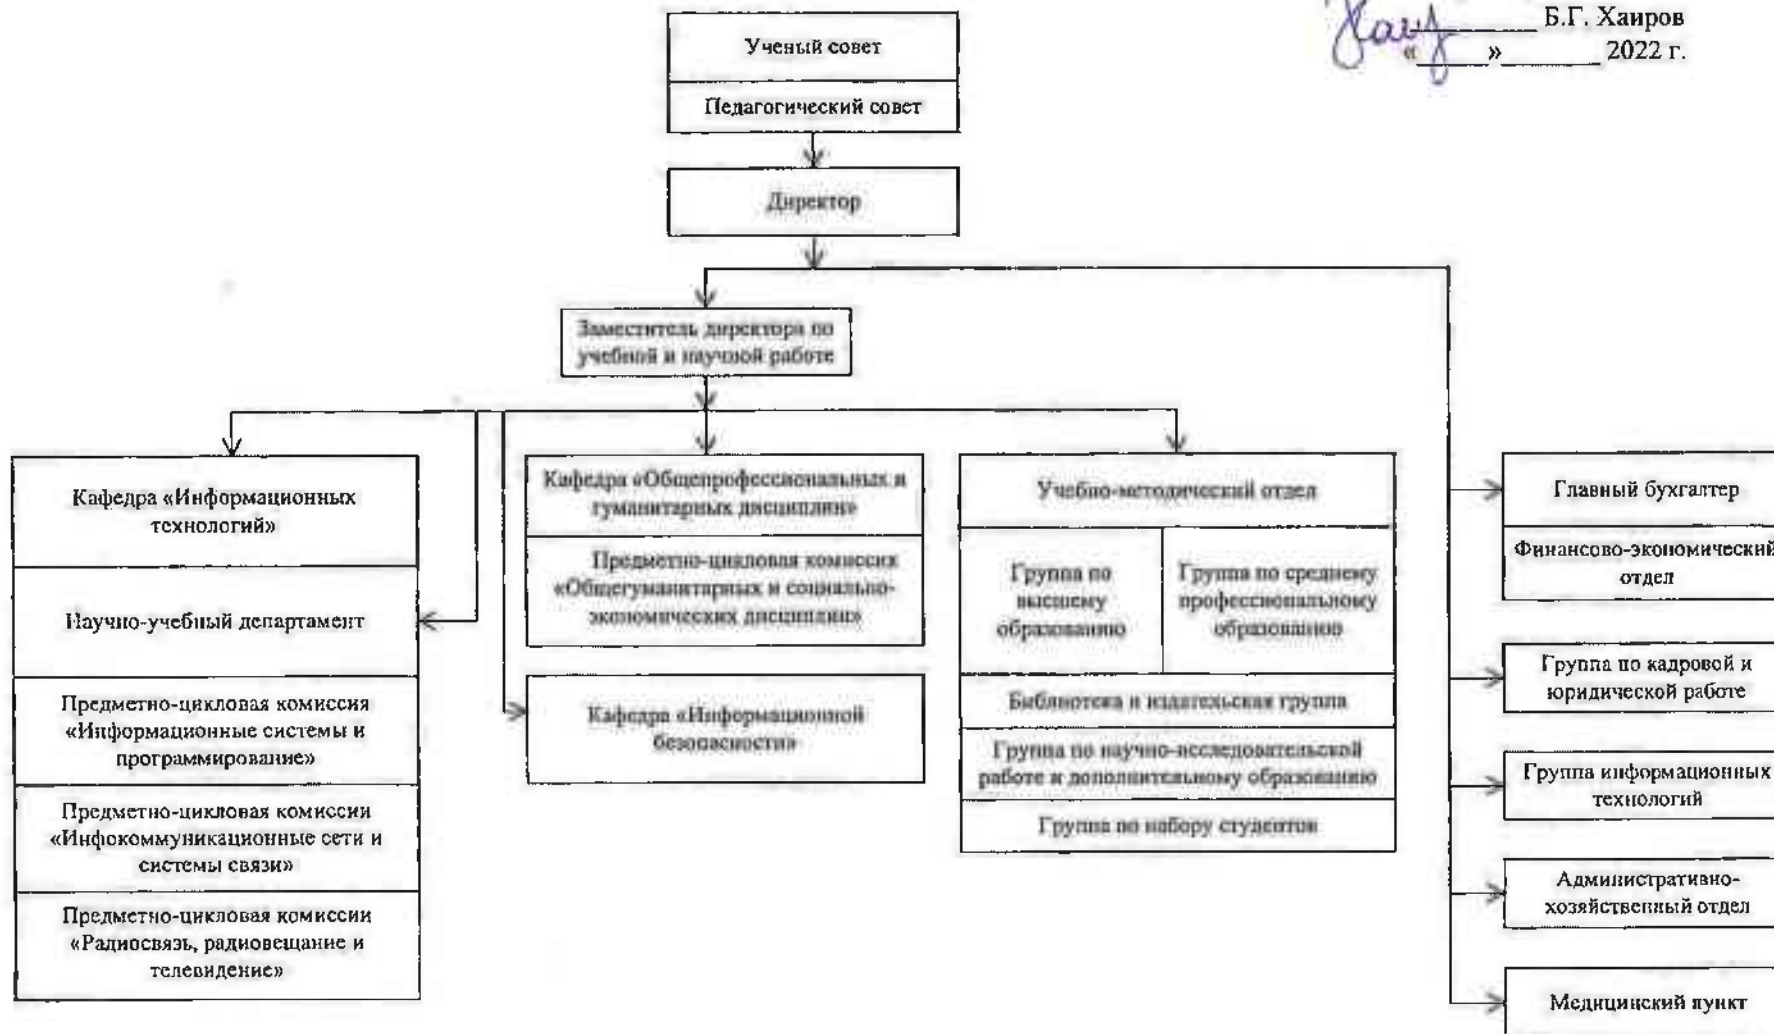 Б.Г. Хаиров
«______»________ 2022 г.
Ученый совет
Педагогический совет
Директор
Заместитель директора по
учебной и научной работе
Кафедра «Информационных
технологий»
Научно-учебный департамент
Предметно-цикловая комиссия
«Информационные системы и
программирование»
Предметно-цикловая комиссии
«Инфокоммуникационные сети и
системы связи»
Предметно-цикловая комиссии
«Радиосвязь, радиовещание и
телевидение»
Кафедра «Общепрофессиональных и
гуманитарных дисциплин»
Предметно-цикловая комиссия
«Общегуманитарных и социально-
экономических дисциплин»
Кафедра «Информационной
безопасности»
Учебно-методический отдел
Группа по
высшему
образованию
Группа по среднему
профессиональному
образованию
Библиотека и издательская группа
Группа по научно-исследовательской
работе и дополнительному образованию
Группа по набору студентов
Главный бухгалтер
Финансово-экономический
отдел
Группа по кадровой и
юридической работе
Группа информационных
технологий
Административно-
хозяйственный отдел
Медицинский пункт